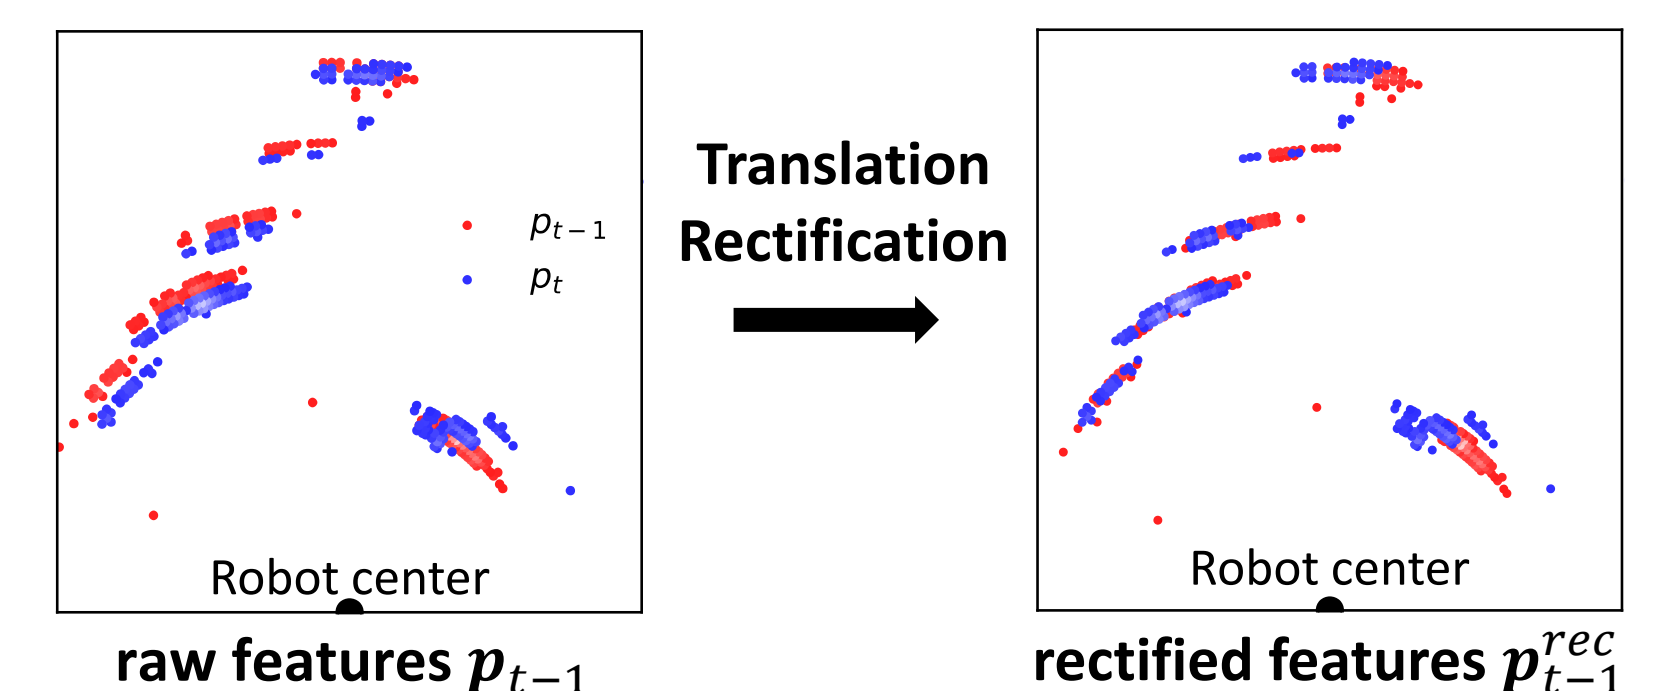 Translation
Rectification
p_{t−1}
p_t
Robot center
Robot center
raw features p_{t−1}
rectified features p_{t−1}^{rec}